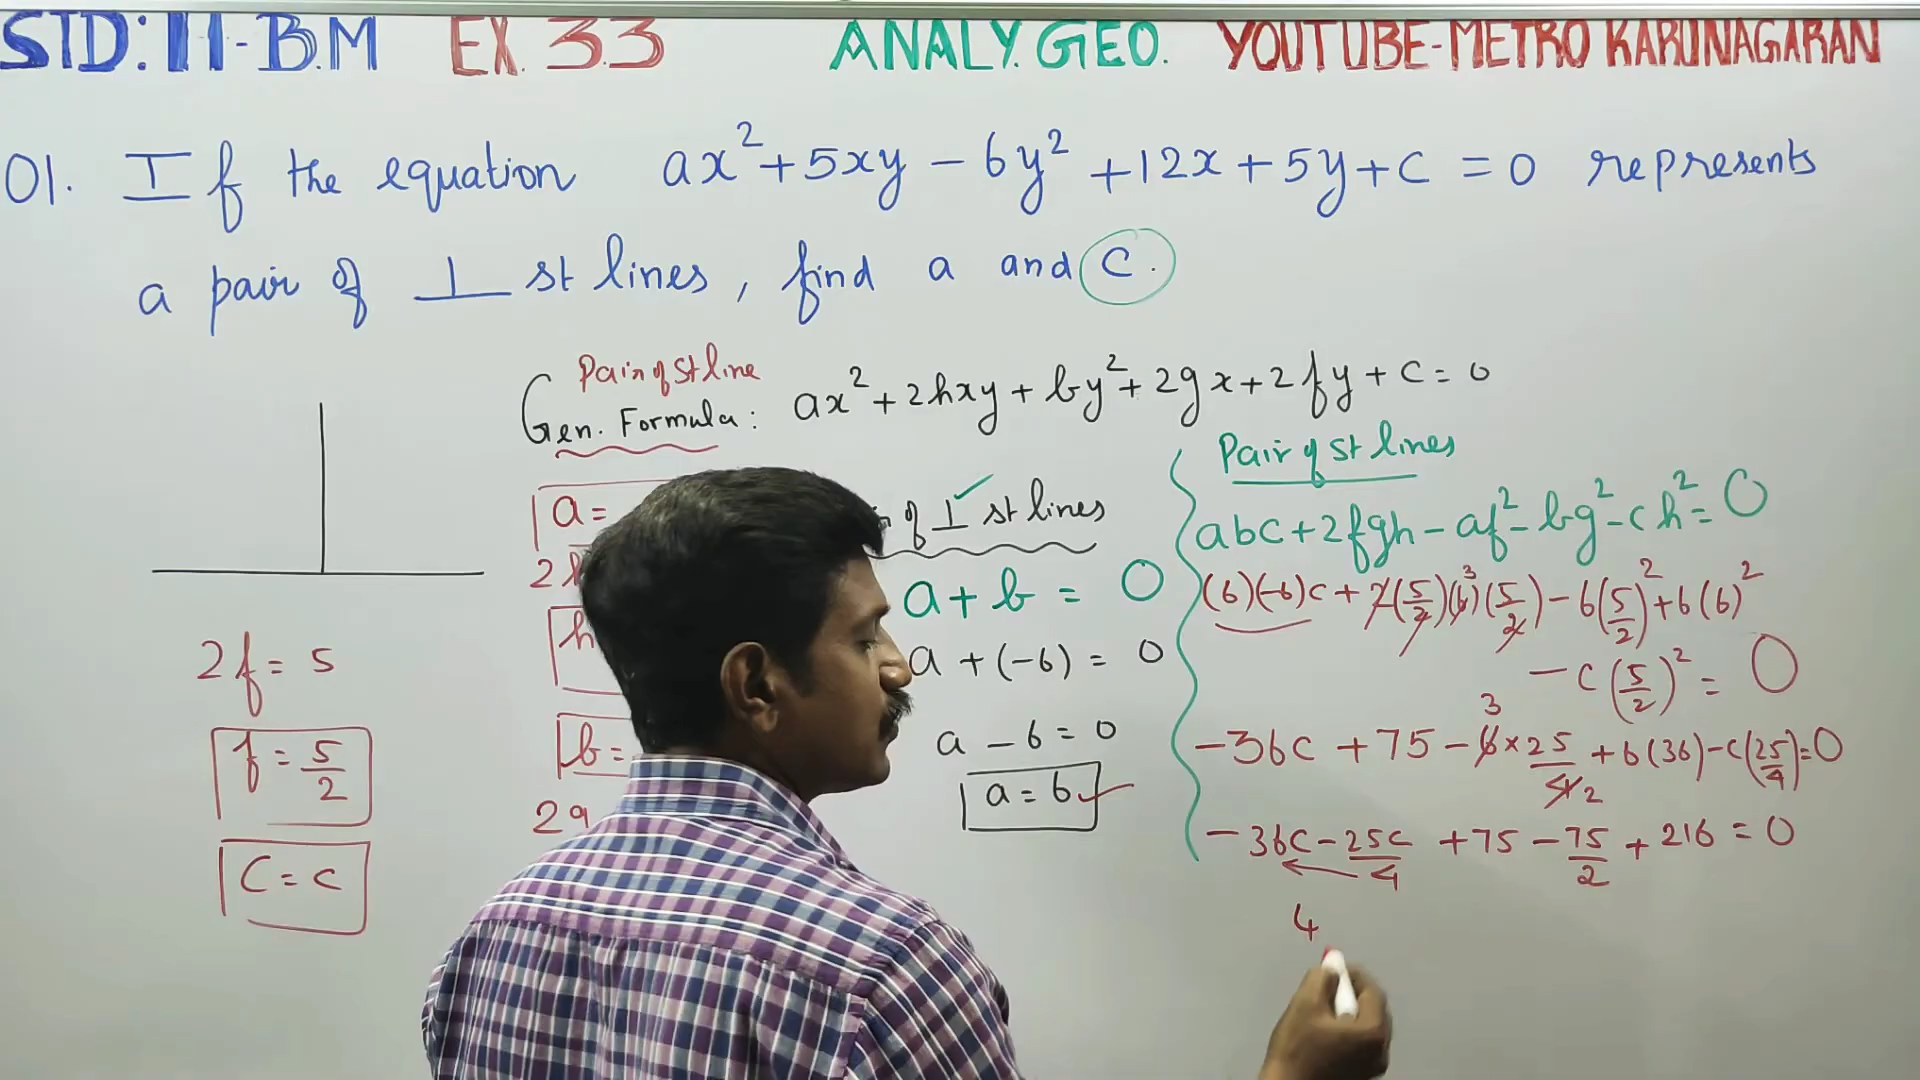 STD: 11-B.M EX. 3.3 ANALY. GEO. YOUTUBE-METRO KARUNAGARAN
01. If the equation ax² + 5xy - 6y² + 12x + 5y + c = 0 represents
a pair of ⊥ st lines, find a and c.
Pair of st line
Gen. Formula: ax² + 2hxy + by² + 2gx + 2fy + c = 0
a =
h
b =
2f = 5
f = 5/2
C = c
of ⊥ st lines ✓
a + b = 0
a + (-6) = 0
a - 6 = 0
a = 6 ✓
Pair of st lines
abc + 2fgh - af² - bg² - ch² = 0
(6)(-6)c + 2(5/2)(6)³(5/2) - 6(5/2)² + 6(6)²
- c(5/2)² = 0
3
-36c + 75 - 6 × 25/4 2 + 6(36) - c(25/4) = 0
-36c - 25c/4 + 75 - 75/2 + 216 = 0
4